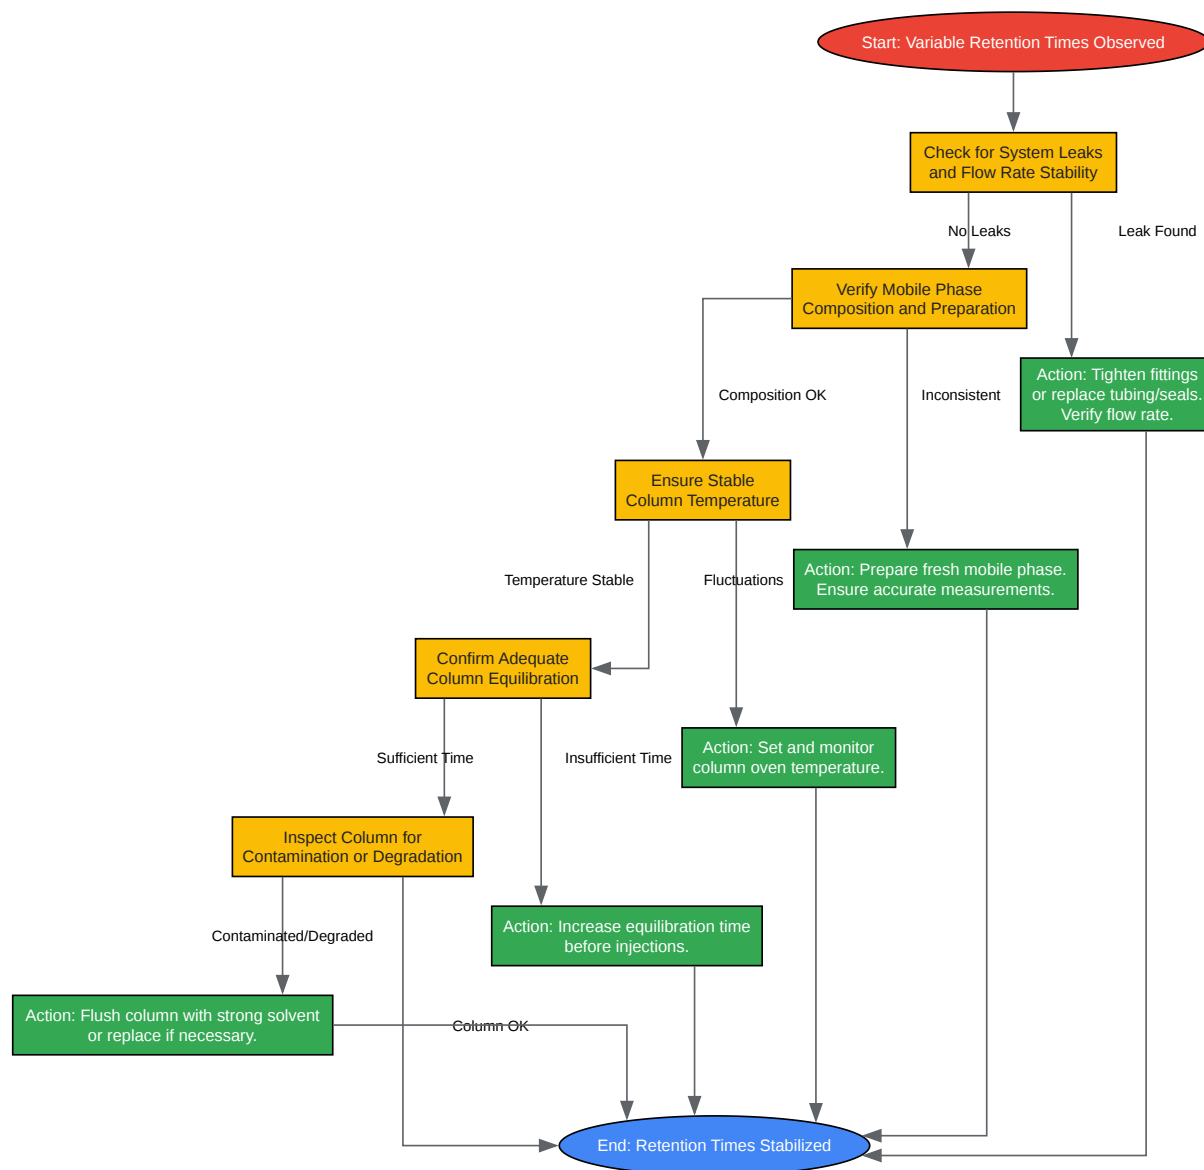 Start: Variable Retention Times Observed
Check for System Leaks
and Flow Rate Stability
No Leaks
Leak Found
Verify Mobile Phase
Composition and Preparation
Composition OK
Inconsistent
Action: Tighten fittings
or replace tubing/seals.
Verify flow rate.
Ensure Stable
Column Temperature
Temperature Stable
Fluctuations
Action: Prepare fresh mobile phase.
Ensure accurate measurements.
Confirm Adequate
Column Equilibration
Sufficient Time
Insufficient Time
Action: Set and monitor
column oven temperature.
Inspect Column for
Contamination or Degradation
Contaminated/Degraded
Action: Increase equilibration time
before injections.
Action: Flush column with strong solvent
or replace if necessary.
Column OK
End: Retention Times Stabilized